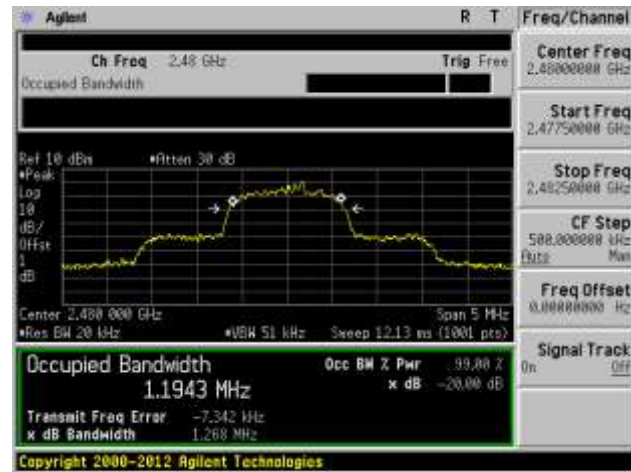 Agilent R T Freq/Channel
Ch Freq 2.48 GHz Trig Free
Occupied Bandwidth
Center Freq
2.48000000 GHz
Start Freq
2.47750000 GHz
Stop Freq
2.48250000 GHz
CF Step
500.000000 kHz
Auto Man
Freq Offset
0.00000000 Hz
Signal Track
On Off
Ref 10 dBm •Atten 30 dB
•Peak
Log
10
dB/
Offst
1
dB
Center 2.480 000 GHz Span 5 MHz
•Res BW 20 kHz •VBW 51 kHz Sweep 12.13 ms (1001 pts)
Occupied Bandwidth Occ BW % Pwr 99.00 %
1.1943 MHz x dB -20.00 dB
Transmit Freq Error -7.342 kHz
x dB Bandwidth 1.268 MHz
Copyright 2000-2012 Agilent Technologies